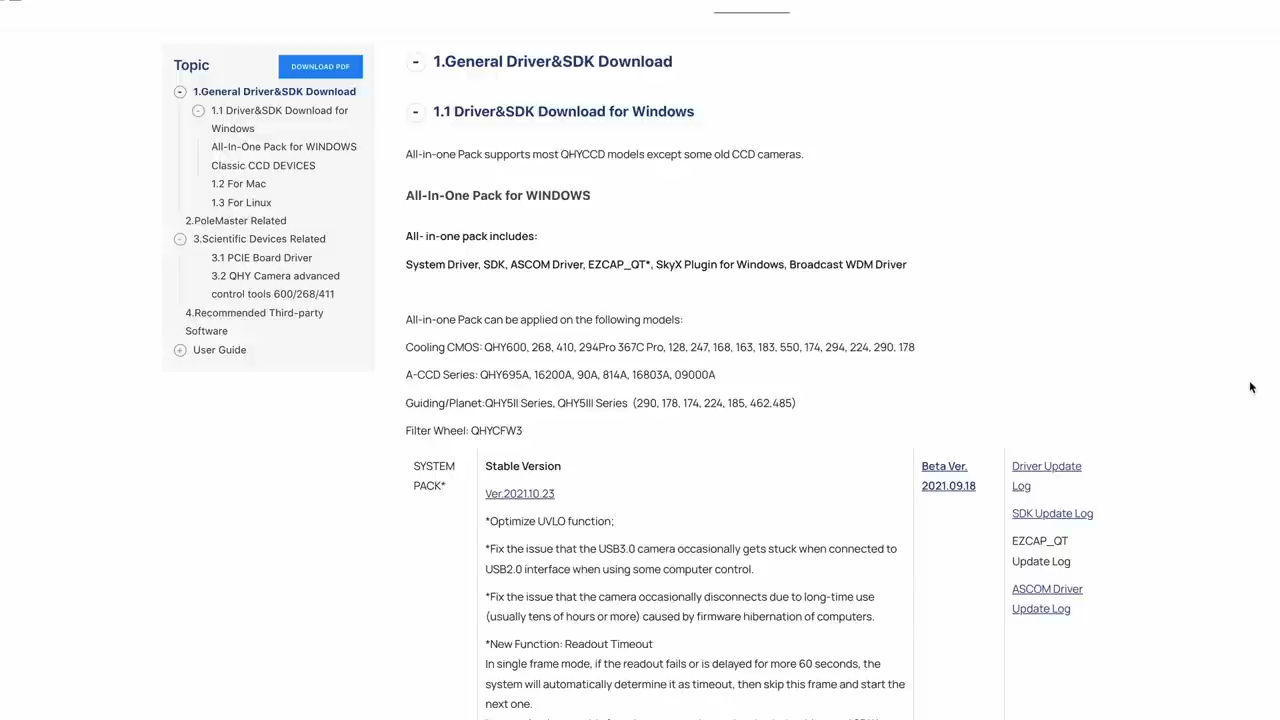 Topic
DOWNLOAD PDF
1.General Driver&SDK Download
1.1 Driver&SDK Download for
Windows
All-In-One Pack for WINDOWS
Classic CCD DEVICES
1.2 For Mac
1.3 For Linux
2.PoleMaster Related
3.Scientific Devices Related
3.1 PCIE Board Driver
3.2 QHY Camera advanced
control tools 600/268/411
4.Recommended Third-party
Software
User Guide
1.General Driver&SDK Download
1.1 Driver&SDK Download for Windows
All-in-one Pack supports most QHYCCD models except some old CCD cameras.
All-In-One Pack for WINDOWS
All- in-one pack includes:
System Driver, SDK, ASCOM Driver, EZCAP_QT*, SkyX Plugin for Windows, Broadcast WDM Driver
All-in-one Pack can be applied on the following models:
Cooling CMOS: QHY600, 268, 410, 294Pro 367C Pro, 128, 247, 168, 163, 183, 550, 174, 294, 224, 290, 178
A-CCD Series: QHY695A, 16200A, 90A, 814A, 16803A, 09000A
Guiding/Planet:QHY5II Series, QHY5III Series (290, 178, 174, 224, 185, 462,485)
Filter Wheel: QHYCFW3
SYSTEM
PACK*
Stable Version
Ver.2021.10.23
*Optimize UVLO function;
*Fix the issue that the USB3.0 camera occasionally gets stuck when connected to
USB2.0 interface when using some computer control.
*Fix the issue that the camera occasionally disconnects due to long-time use
(usually tens of hours or more) caused by firmware hibernation of computers.
*New Function: Readout Timeout
In single frame mode, if the readout fails or is delayed for more 60 seconds, the
system will automatically determine it as timeout, then skip this frame and start the
next one.
Beta Ver.
2021.09.18
Driver Update
Log
SDK Update Log
EZCAP_QT
Update Log
ASCOM Driver
Update Log